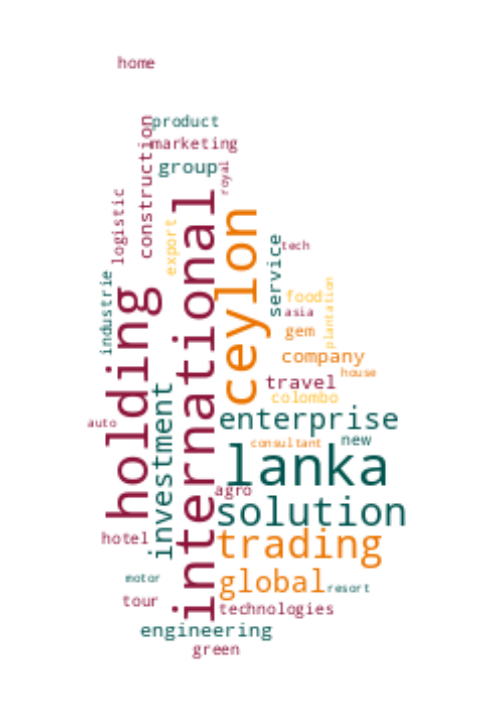 home
product
construction
marketing
group
royal
logistic
international
export
ceylon
service
tech
industrie
holding
food
plantation
asia
gem
company
house
travel
colombo
investment
auto
enterprise
consultant
new
lanka
agro
solution
hotel
trading
motor
global
resort
tour
technologies
engineering
green